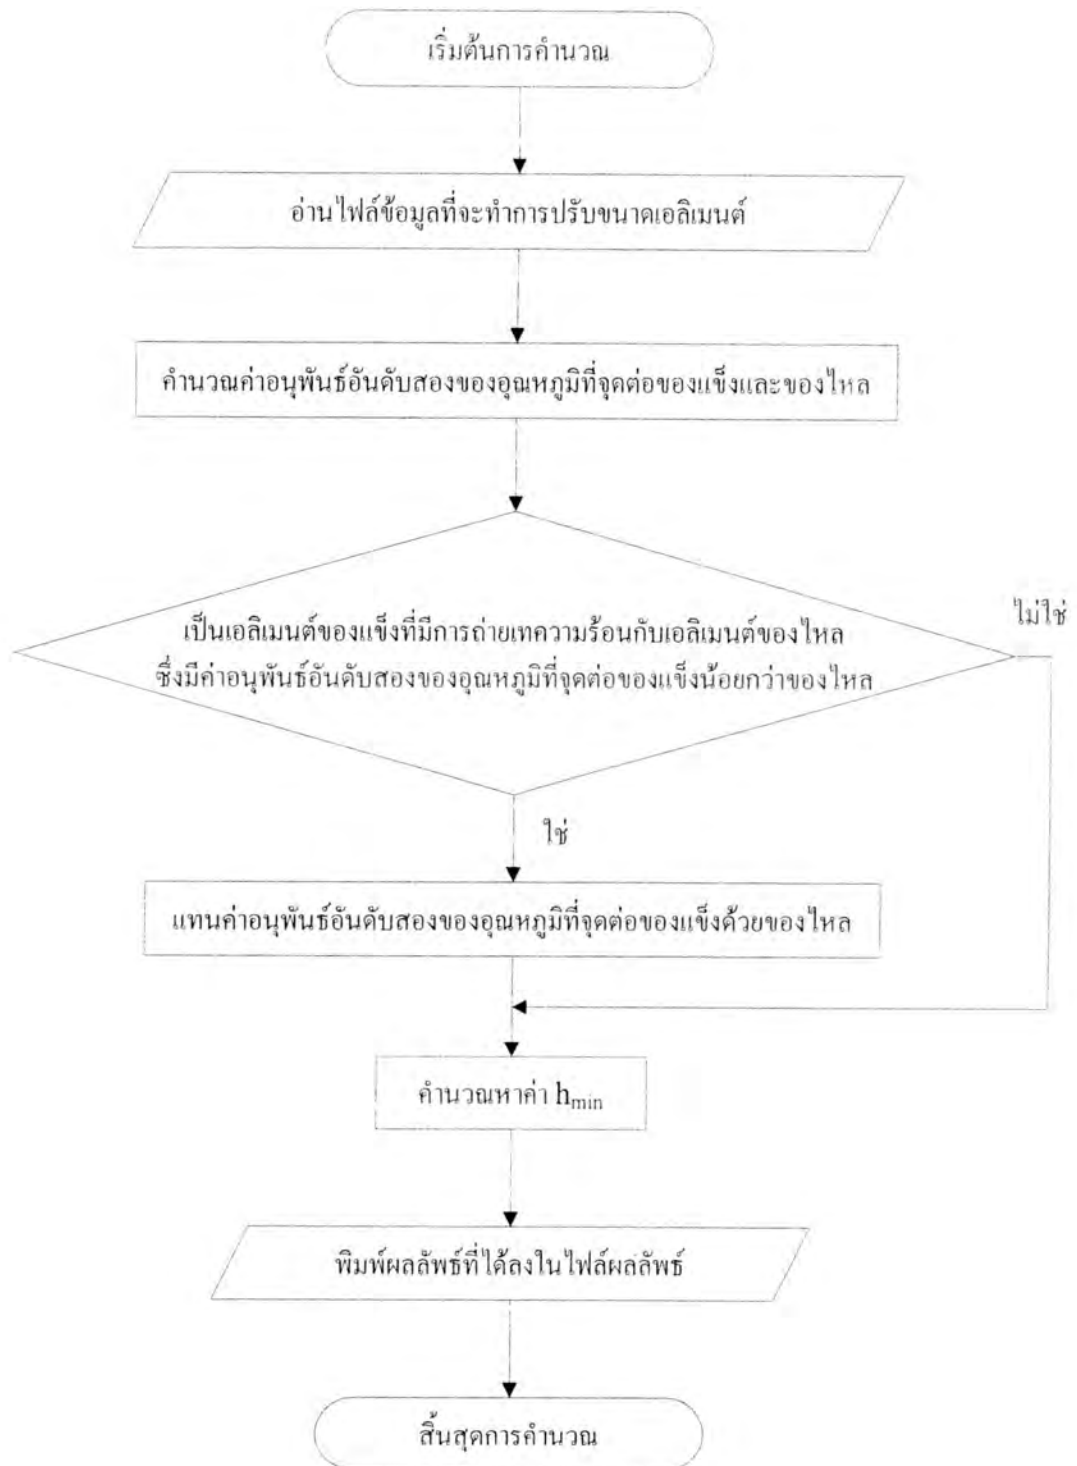 เริ่มต้นการคำนวณ
อ่านไฟล์ข้อมูลที่จะทำการปรับขนาดเอลิเมนต์
คำนวณค่าอนุพันธ์อันดับสองของอุณหภูมิที่จุดต่อของแข็งและของไหล
เป็นเอลิเมนต์ของแข็งที่มีการถ่ายเทความร้อนกับเอลิเมนต์ของไหล
ซึ่งมีค่าอนุพันธ์อันดับสองของอุณหภูมิที่จุดต่อของแข็งน้อยกว่าของไหล
ไม่ใช่
ใช่
แทนค่าอนุพันธ์อันดับสองของอุณหภูมิที่จุดต่อของแข็งด้วยของไหล
คำนวณหาค่า h_min
พิมพ์ผลลัพธ์ที่ได้ลงในไฟล์ผลลัพธ์
สิ้นสุดการคำนวณ